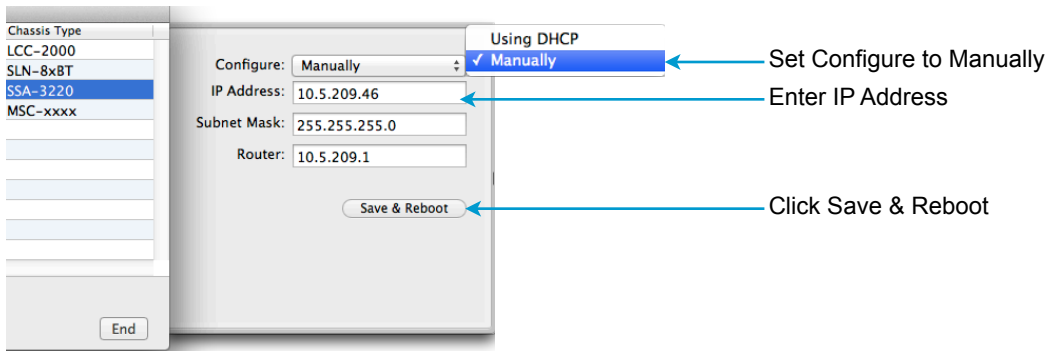 Chassis Type
LCC-2000
SLN-8xBT
SSA-3220
MSC-xxxx
End
Configure: Manually
Using DHCP
✓ Manually
IP Address: 10.5.209.46
Subnet Mask: 255.255.255.0
Router: 10.5.209.1
Save & Reboot
Set Configure to Manually
Enter IP Address
Click Save & Reboot